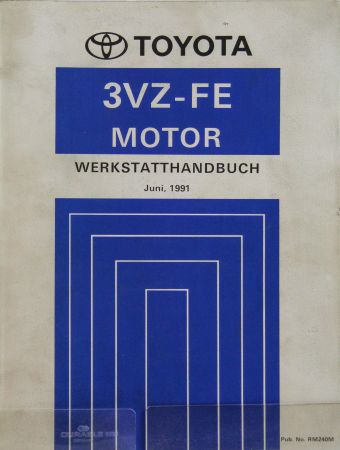 TOYOTA
3VZ-FE
MOTOR
WERKSTATTHANDBUCH
Juni, 1991
Pub. No. RM240M